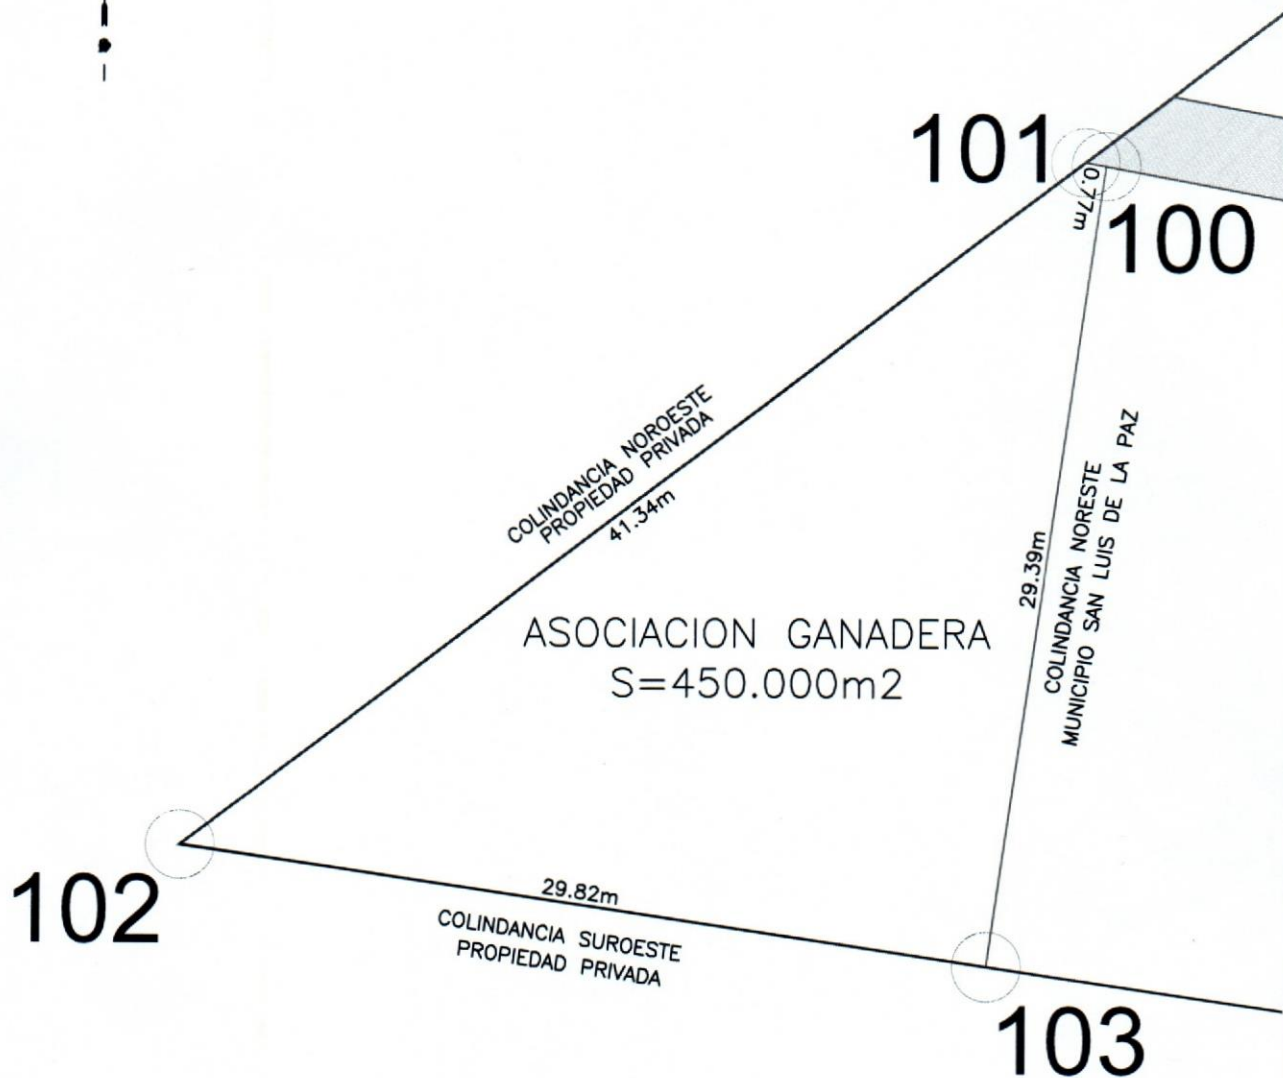 101
0.77m
100
COLINDANCIA NOROESTE
PROPIEDAD PRIVADA
41.34m
29.39m
COLINDANCIA NORESTE
MUNICIPIO SAN LUIS DE LA PAZ
ASOCIACION GANADERA
S=450.000m2
102
29.82m
COLINDANCIA SUROESTE
PROPIEDAD PRIVADA
103